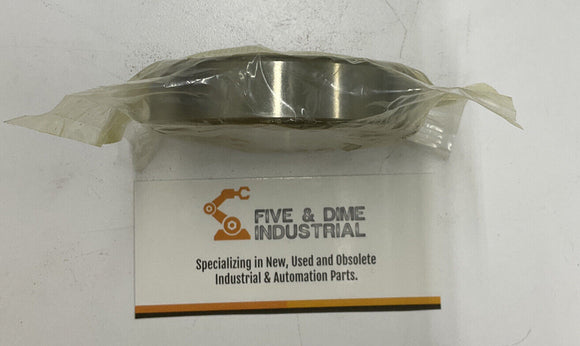 FIVE & DIME
INDUSTRIAL
Specializing in New, Used and Obsolete
Industrial & Automation Parts.